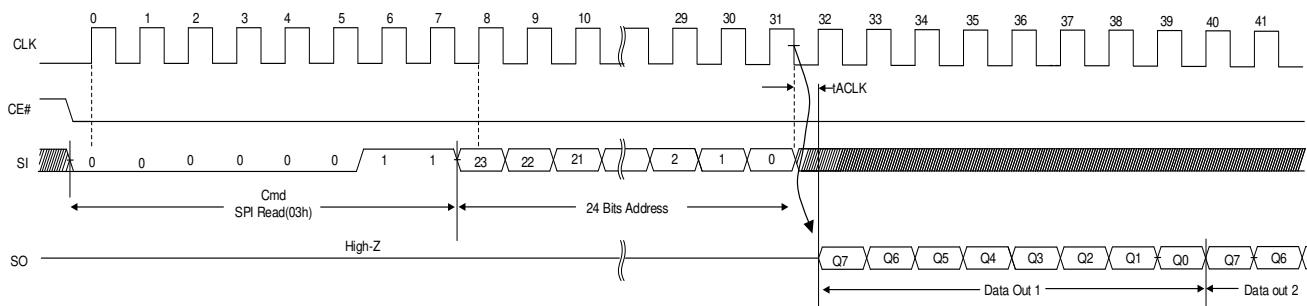 0 1 2 3 4 5 6 7 8 9 10 29 30 31 32 33 34 35 36 37 38 39 40 41
CLK
tACLK
CE#
SI 0 0 0 0 0 0 1 1 23 22 21 2 1 0
Cmd
SPI Read(03h)
24 Bits Address
High-Z
SO Q7 Q6 Q5 Q4 Q3 Q2 Q1 Q0 Q7 Q6
Data Out 1 Data out 2